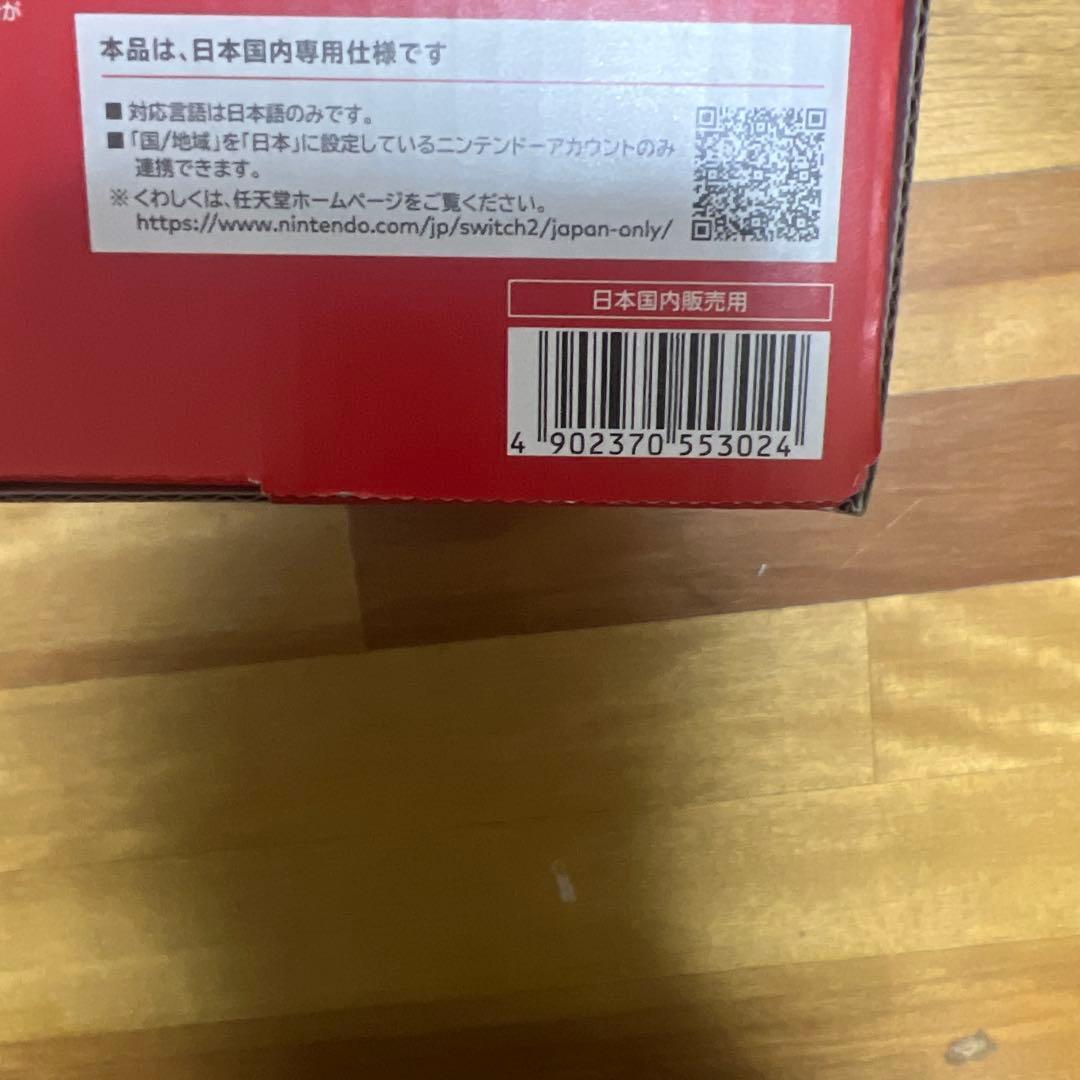 が
本品は、日本国内専用仕様です
■ 対応言語は日本語のみです。
■「国/地域」を「日本」に設定しているニンテンドーアカウントのみ
連携できます。
※ くわしくは、任天堂ホームページをご覧ください。
https://www.nintendo.com/jp/switch2/japan-only/
日本国内販売用
4 902370 553024